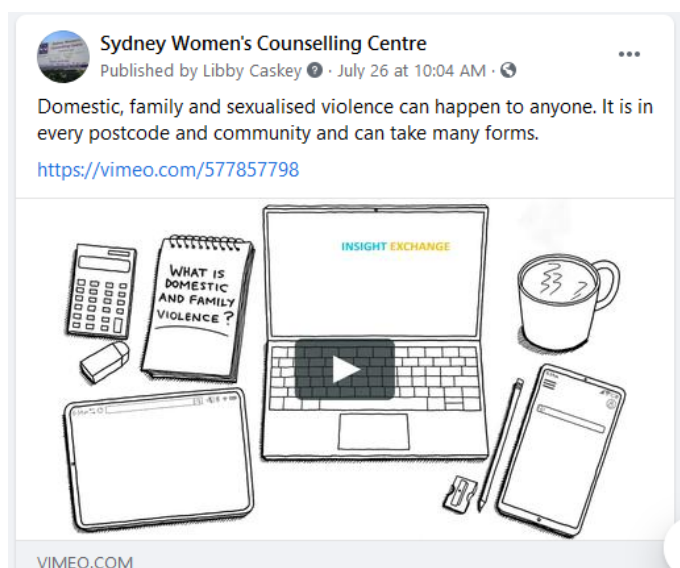 Sydney Women's Counselling Centre
Published by Libby Caskey · July 26 at 10:04 AM ·
Domestic, family and sexualised violence can happen to anyone. It is in
every postcode and community and can take many forms.
https://vimeo.com/577857798
INSIGHT EXCHANGE
WHAT IS
DOMESTIC
AND FAMILY
VIOLENCE ?
VIMEO.COM